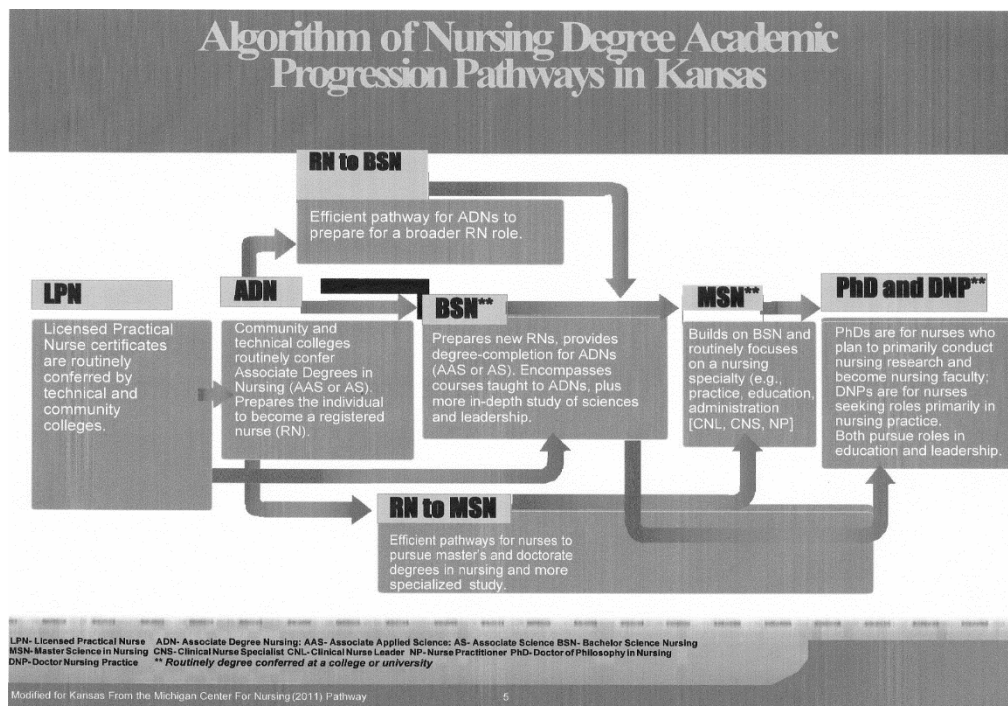 Algorithm of Nursing Degree Academic
Progression Pathways in Kansas
RN to BSN
Efficient pathway for ADNs to
prepare for a broader RN role.
LPN
Licensed Practical
Nurse certificates
are routinely
conferred by
technical and
community
colleges.
ADN
Community and
technical colleges
routinely confer
Associate Degrees in
Nursing (AAS or AS).
Prepares the individual
to become a registered
nurse (RN).
BSN**
Prepares new RNs, provides
degree-completion for ADNs
(AAS or AS). Encompasses
courses taught to ADNs, plus
more in-depth study of sciences
and leadership.
MSN**
Builds on BSN and
routinely focuses
on a nursing
specialty (e.g.,
practice, education,
administration
[CNL, CNS, NP]
PhD and DNP**
PhDs are for nurses who
plan to primarily conduct
nursing research and
become nursing faculty;
DNPs are for nurses
seeking roles primarily in
nursing practice.
Both pursue roles in
education and leadership.
RN to MSN
Efficient pathways for nurses to
pursue master's and doctorate
degrees in nursing and more
specialized study.
LPN- Licensed Practical Nurse ADN- Associate Degree Nursing: AAS- Associate Applied Science: AS- Associate Science BSN- Bachelor Science Nursing
MSN- Master Science in Nursing CNS- Clinical Nurse Specialist CNL- Clinical Nurse Leader NP- Nurse Practitioner PhD- Doctor of Philosophy in Nursing
DNP- Doctor Nursing Practice ** Routinely degree conferred at a college or university
Modified for Kansas From the Michigan Center For Nursing (2011) Pathway 5